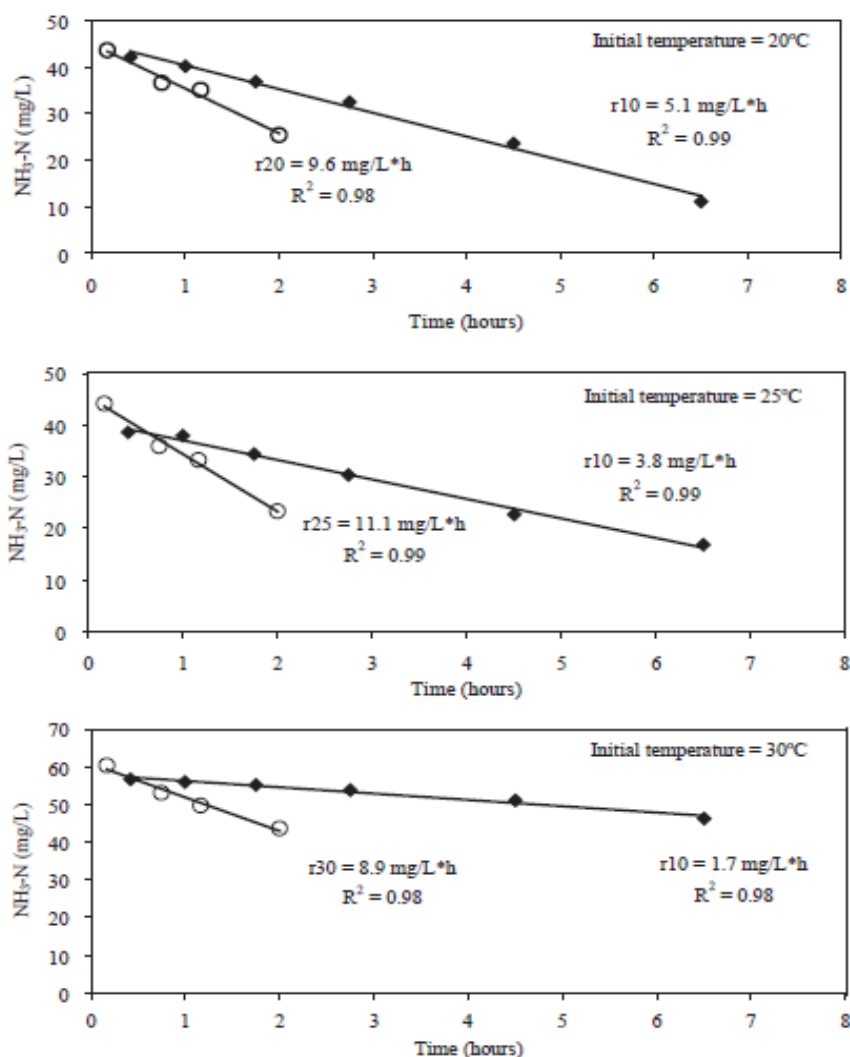 50
40
30
20
10
0
NH₃-N (mg/L)
Initial temperature = 20ºC
r10 = 5.1 mg/L*h
R² = 0.99
r20 = 9.6 mg/L*h
R² = 0.98
0 1 2 3 4 5 6 7 8
Time (hours)
50
40
30
20
10
0
NH₃-N (mg/L)
Initial temperature = 25ºC
r10 = 3.8 mg/L*h
R² = 0.99
r25 = 11.1 mg/L*h
R² = 0.99
0 1 2 3 4 5 6 7 8
Time (hours)
70
60
50
40
30
20
10
0
NH₃-N (mg/L)
Initial temperature = 30ºC
r30 = 8.9 mg/L*h
R² = 0.98
r10 = 1.7 mg/L*h
R² = 0.98
0 1 2 3 4 5 6 7 8
Time (hours)